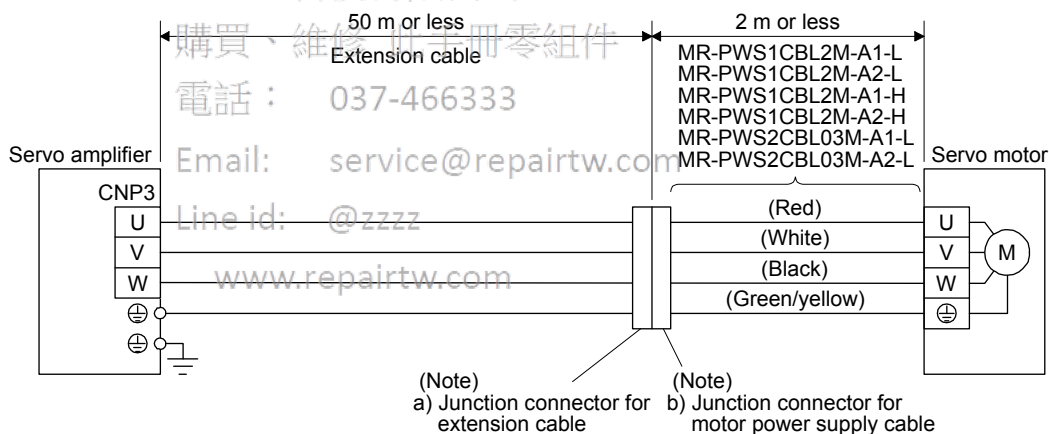 50 m or less
2 m or less
購買、維修 此手冊零組件
Extension cable
MR-PWS1CBL2M-A1-L
MR-PWS1CBL2M-A2-L
MR-PWS1CBL2M-A1-H
MR-PWS1CBL2M-A2-H
MR-PWS2CBL03M-A1-L
MR-PWS2CBL03M-A2-L
電話： 037-466333
Email: service@repairtw.com
Line id: @zzzz
www.repairtw.com
Servo amplifier
Servo motor
CNP3
U
V
W
(Red)
(White)
(Black)
(Green/yellow)
U
V
W
M
(Note)
a) Junction connector for
extension cable
(Note)
b) Junction connector for
motor power supply cable